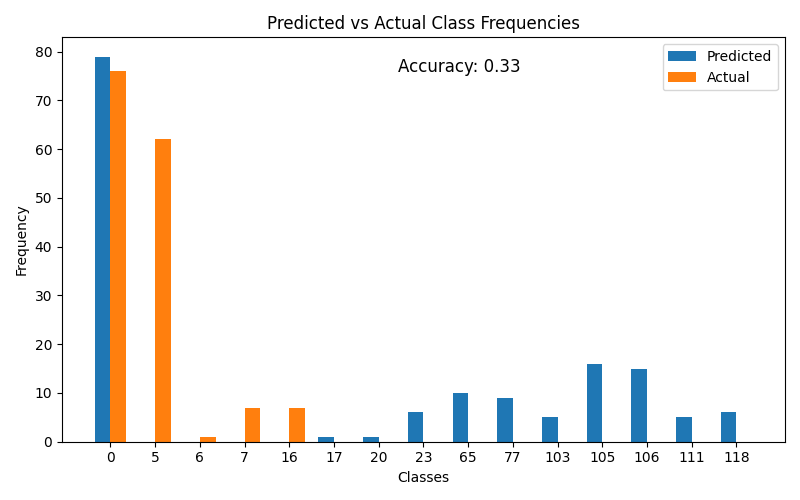 Predicted vs Actual Class Frequencies
Accuracy: 0.33
Predicted
Actual
Frequency
80
70
60
50
40
30
20
10
0
0 5 6 7 16 17 20 23 65 77 103 105 106 111 118
Classes